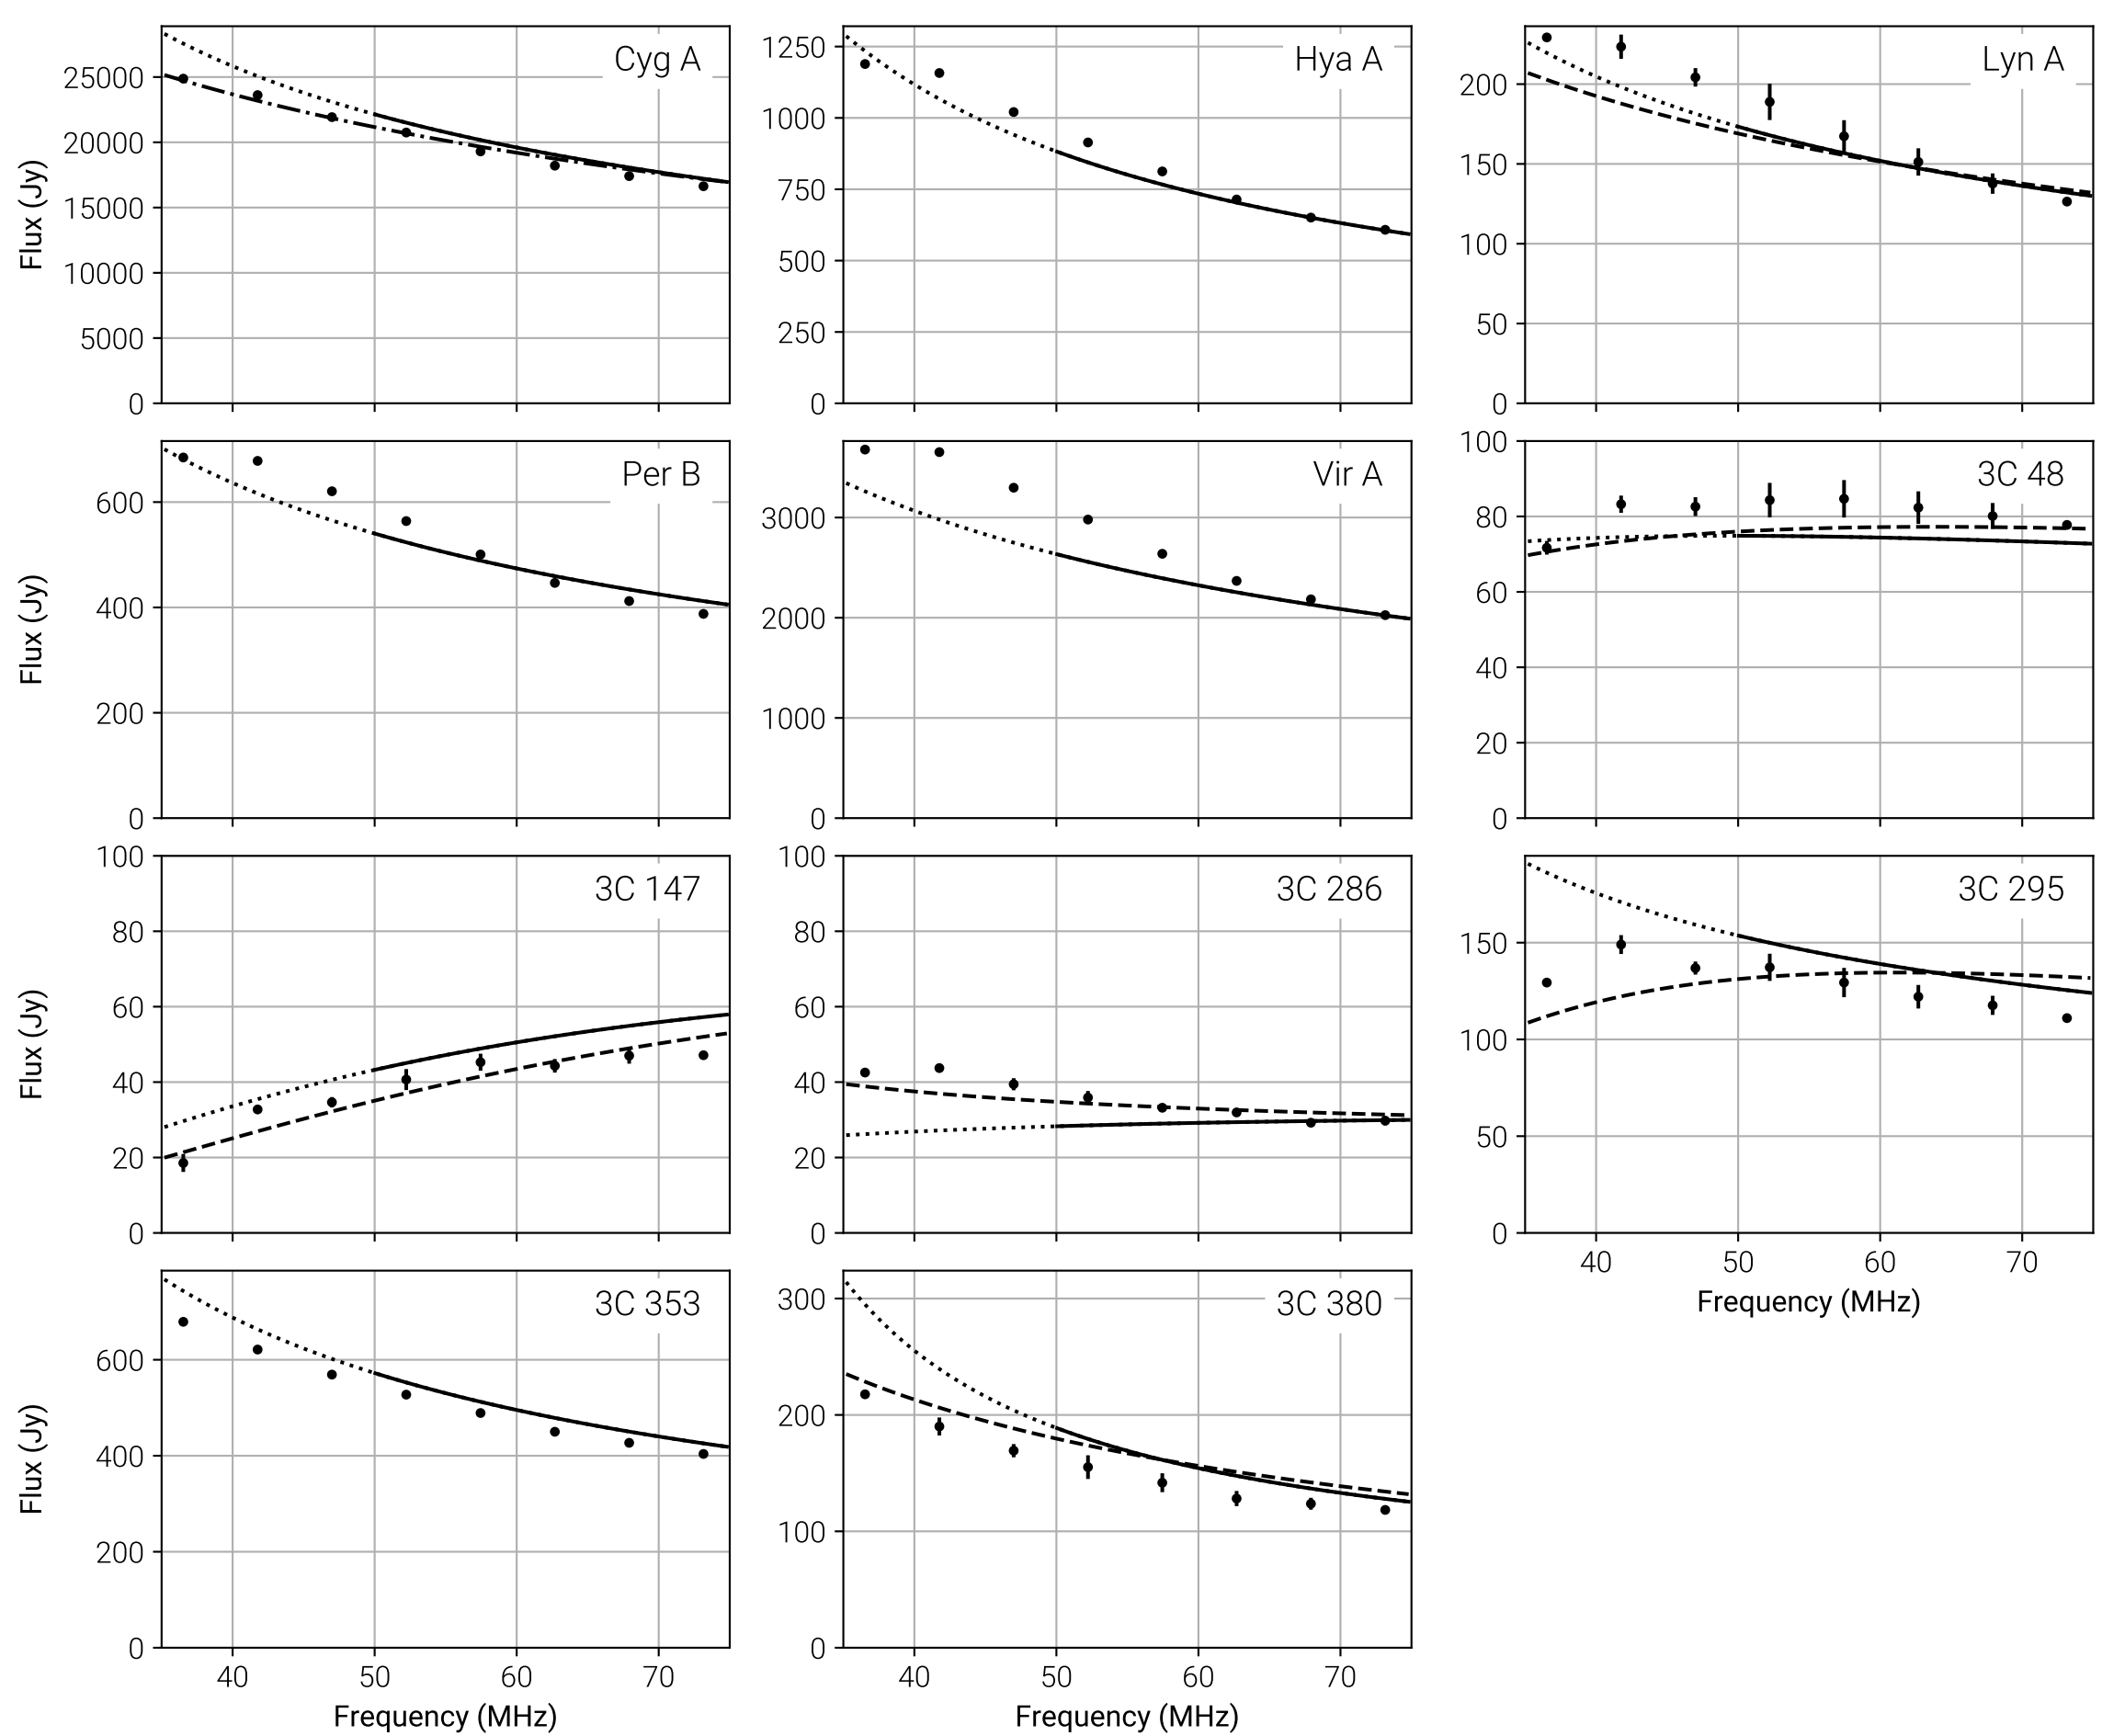 Cyg A
25000
20000
15000
10000
5000
0
Flux (Jy)
Hya A
1250
1000
750
500
250
0
Lyn A
200
150
100
50
0
Per B
600
400
200
0
Flux (Jy)
Vir A
3000
2000
1000
0
3C 48
100
80
60
40
20
0
3C 147
100
80
60
40
20
0
Flux (Jy)
3C 286
100
80
60
40
20
0
3C 295
150
100
50
0
40 50 60 70
Frequency (MHz)
3C 353
600
400
200
0
Flux (Jy)
40 50 60 70
Frequency (MHz)
3C 380
300
200
100
0
40 50 60 70
Frequency (MHz)